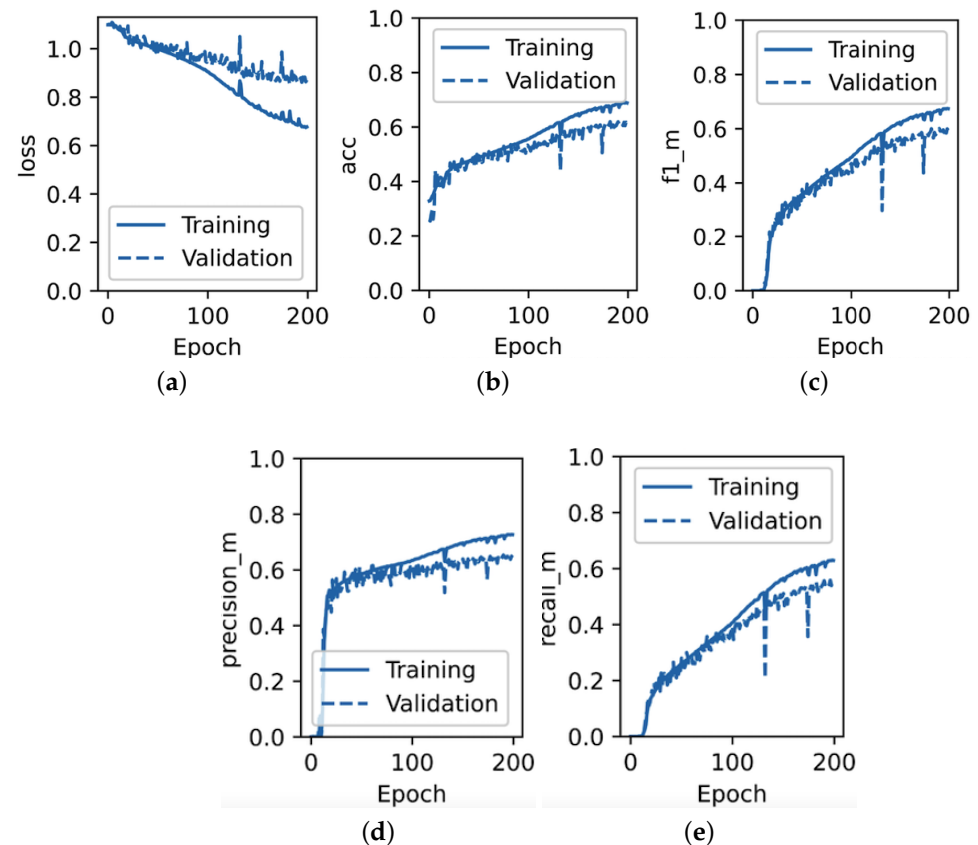 1.0
0.8
0.6
0.4
0.2
0.0
loss
Training
Validation
0
100
200
Epoch
(a)
1.0
0.8
0.6
0.4
0.2
0.0
acc
Training
Validation
0
100
200
Epoch
(b)
1.0
0.8
0.6
0.4
0.2
0.0
f1_m
Training
Validation
0
100
200
Epoch
(c)
1.0
0.8
0.6
0.4
0.2
0.0
precision_m
Training
Validation
0
100
200
Epoch
(d)
1.0
0.8
0.6
0.4
0.2
0.0
recall_m
Training
Validation
0
100
200
Epoch
(e)